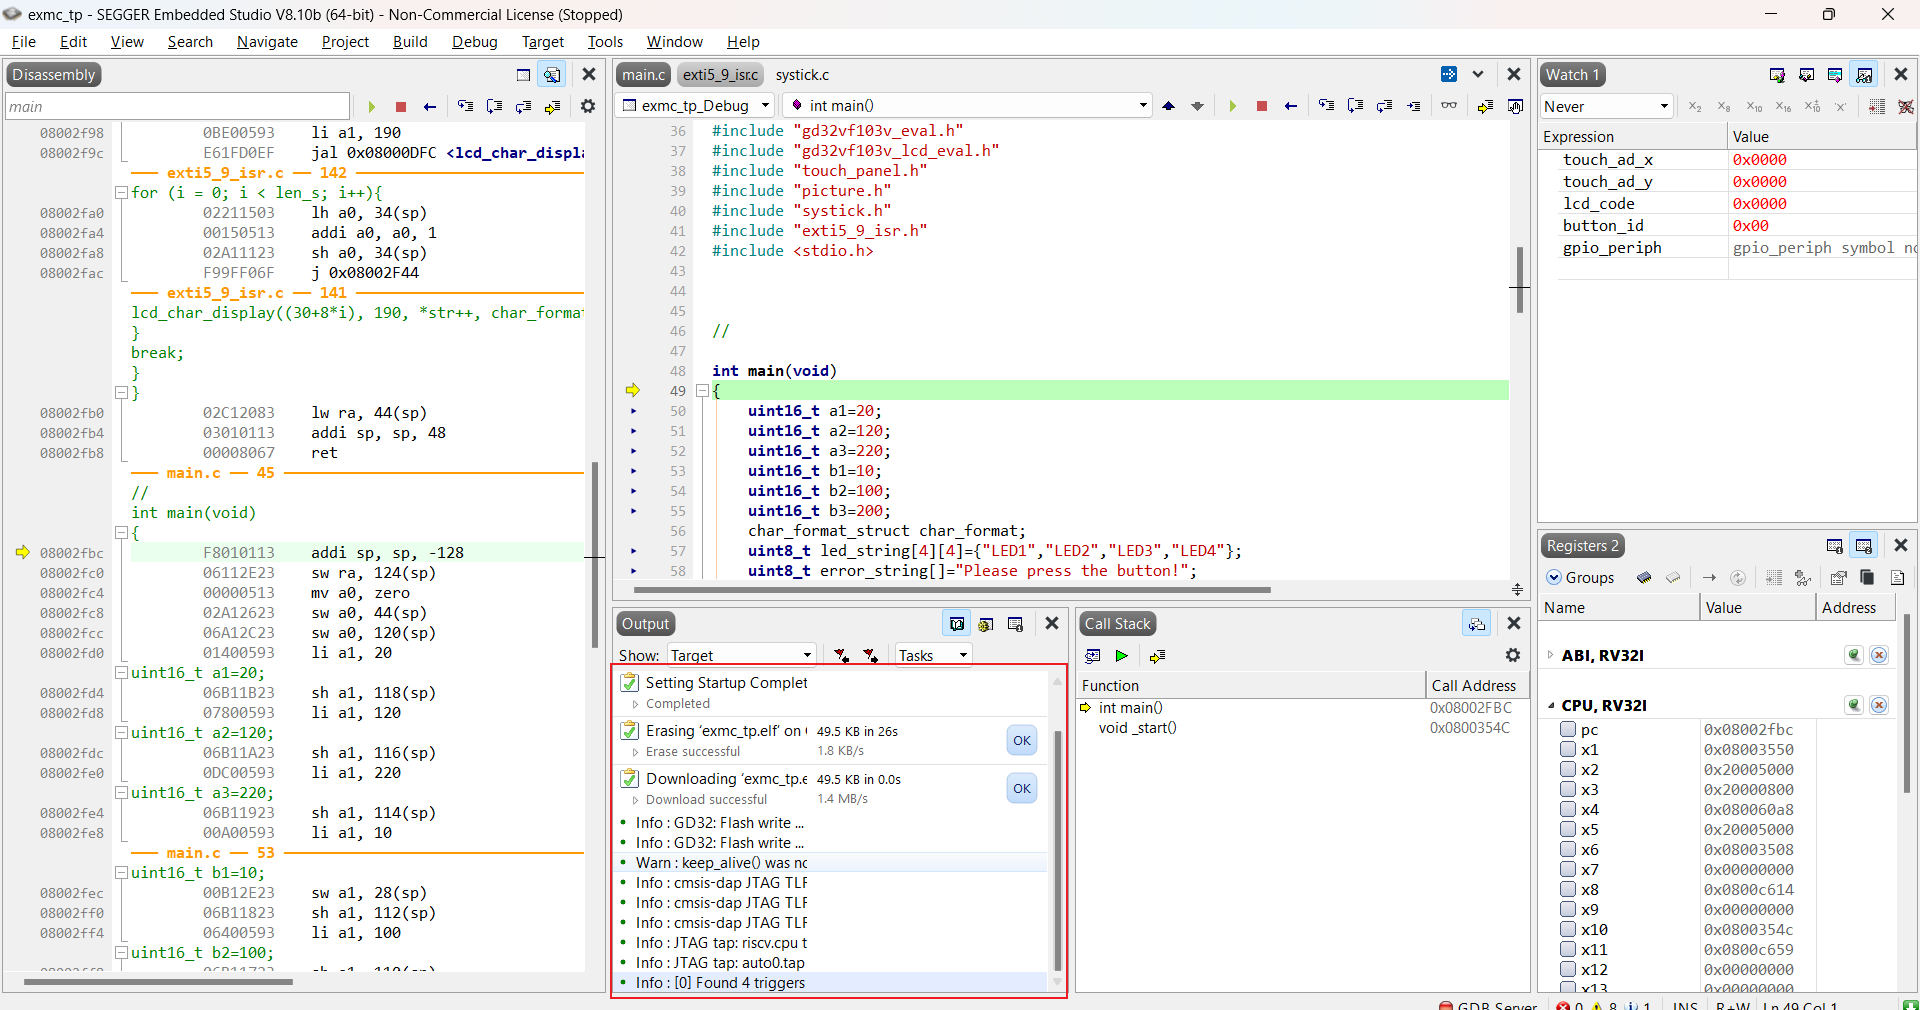 exmc_tp - SEGGER Embedded Studio V8.10b (64-bit) - Non-Commercial License (Stopped)
File Edit View Search Navigate Project Build Debug Target Tools Window Help
Disassembly
main
08002f98 0BE00593 li a1, 190
08002f9c E61FD0EF jal 0x08000DFC <lcd_char_displa
exti5_9_isr.c — 142
for (i = 0; i < len_s; i++){
08002fa0 02211503 lh a0, 34(sp)
08002fa4 00150513 addi a0, a0, 1
08002fa8 02A11123 sh a0, 34(sp)
08002fac F99FF06F j 0x08002F44
exti5_9_isr.c — 141
lcd_char_display((30+8*i), 190, *str++, char_format
}
break;
}
}
08002fb0 02C12083 lw ra, 44(sp)
08002fb4 03010113 addi sp, sp, 48
08002fb8 00008067 ret
main.c — 45
//
int main(void)
{
08002fbc F8010113 addi sp, sp, -128
08002fc0 06112E23 sw ra, 124(sp)
08002fc4 00000513 mv a0, zero
08002fc8 02A12623 sw a0, 44(sp)
08002fcc 06A12C23 sw a0, 120(sp)
08002fd0 01400593 li a1, 20
uint16_t a1=20;
08002fd4 06B11B23 sh a1, 118(sp)
08002fd8 07800593 li a1, 120
uint16_t a2=120;
08002fdc 06B11A23 sh a1, 116(sp)
08002fe0 0DC00593 li a1, 220
uint16_t a3=220;
08002fe4 06B11923 sh a1, 114(sp)
08002fe8 00A00593 li a1, 10
main.c — 53
uint16_t b1=10;
08002fec 00B12E23 sw a1, 28(sp)
08002ff0 06B11823 sh a1, 112(sp)
08002ff4 06400593 li a1, 100
uint16_t b2=100;
main.c exti5_9_isr.c systick.c
exmc_tp_Debug int main()
36 #include "gd32vf103v_eval.h"
37 #include "gd32vf103v_lcd_eval.h"
38 #include "touch_panel.h"
39 #include "picture.h"
40 #include "systick.h"
41 #include "exti5_9_isr.h"
42 #include <stdio.h>
43
44
45
46 //
47
48 int main(void)
49 {
50 uint16_t a1=20;
51 uint16_t a2=120;
52 uint16_t a3=220;
53 uint16_t b1=10;
54 uint16_t b2=100;
55 uint16_t b3=200;
56 char_format_struct char_format;
57 uint8_t led_string[4][4]={"LED1","LED2","LED3","LED4"};
58 uint8_t error_string[]="Please press the button!";
Output
Show: Target Tasks
Setting Startup Complet
Completed
Erasing ‘exmc_tp.elf’ on 49.5 KB in 26s
Erase successful 1.8 KB/s
OK
Downloading ‘exmc_tp.e 49.5 KB in 0.0s
Download successful 1.4 MB/s
OK
Info : GD32: Flash write ...
Info : GD32: Flash write ...
Warn : keep_alive() was no
Info : cmsis-dap JTAG TLF
Info : cmsis-dap JTAG TLF
Info : cmsis-dap JTAG TLF
Info : JTAG tap: riscv.cpu t
Info : JTAG tap: auto0.tap
Info : [0] Found 4 triggers
Call Stack
Function Call Address
int main() 0x08002FBC
void _start() 0x0800354C
Watch 1
Never
Expression Value
touch_ad_x 0x0000
touch_ad_y 0x0000
lcd_code 0x0000
button_id 0x00
gpio_periph gpio_periph symbol no
Registers 2
Groups
Name Value Address
ABI, RV32I
CPU, RV32I
pc 0x08002fbc
x1 0x08003550
x2 0x20005000
x3 0x20000800
x4 0x080060a8
x5 0x20005000
x6 0x08003508
x7 0x00000000
x8 0x0800c614
x9 0x00000000
x10 0x0800354c
x11 0x0800c659
x12 0x00000000
x13 0x00000000
GDB Server 0 8 1 INS R+W Ln 49 Col 1